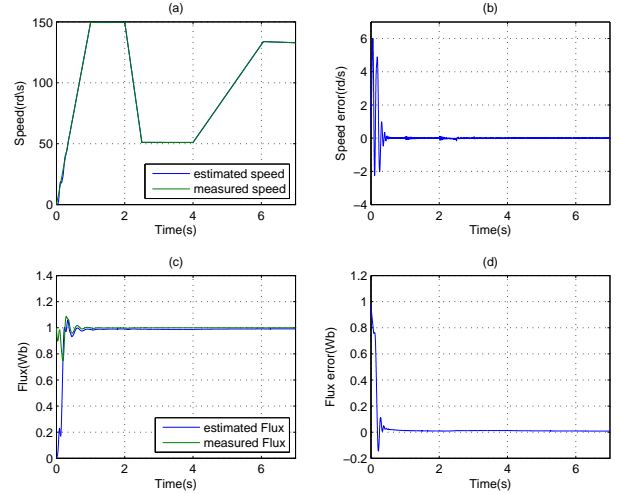 (a)
150
100
50
0
Speed(rd\s)
0
2
4
6
Time(s)
estimated speed
measured speed
(b)
8
6
4
2
0
−2
−4
Speed error(rd/s)
0
2
4
6
Time(s)
(c)
1.4
1.2
1
0.8
0.6
0.4
0.2
0
Flux(Wb)
0
2
4
6
Time(s)
estimated Flux
measured Flux
(d)
1.2
1
0.8
0.6
0.4
0.2
0
−0.2
Flux error(Wb)
0
2
4
6
Time(s)